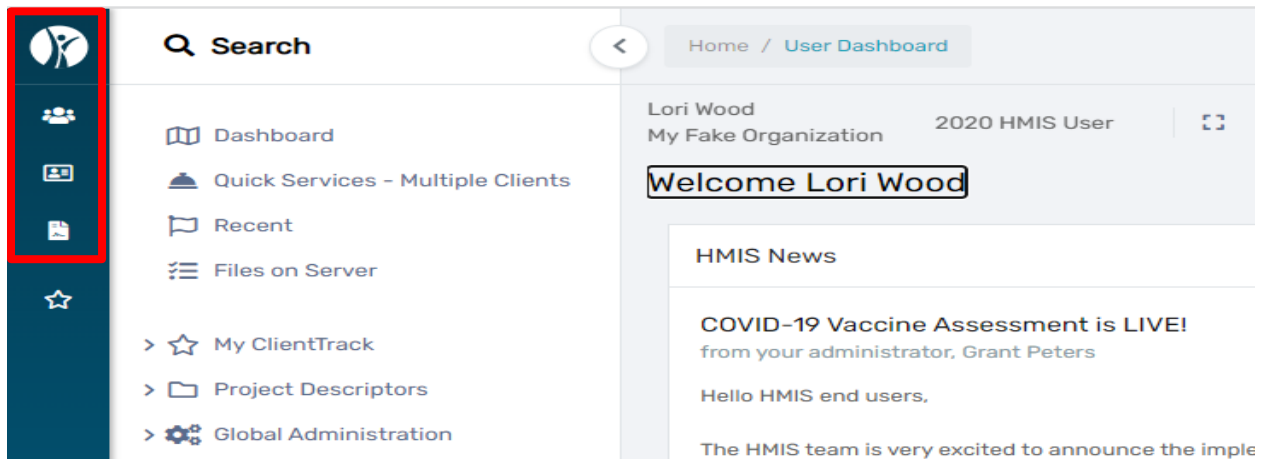 Search
Home / User Dashboard
Lori Wood
My Fake Organization
2020 HMIS User
Welcome Lori Wood
Dashboard
Quick Services - Multiple Clients
Recent
Files on Server
My ClientTrack
Project Descriptors
Global Administration
HMIS News
COVID-19 Vaccine Assessment is LIVE!
from your administrator, Grant Peters
Hello HMIS end users,
The HMIS team is very excited to announce the imple